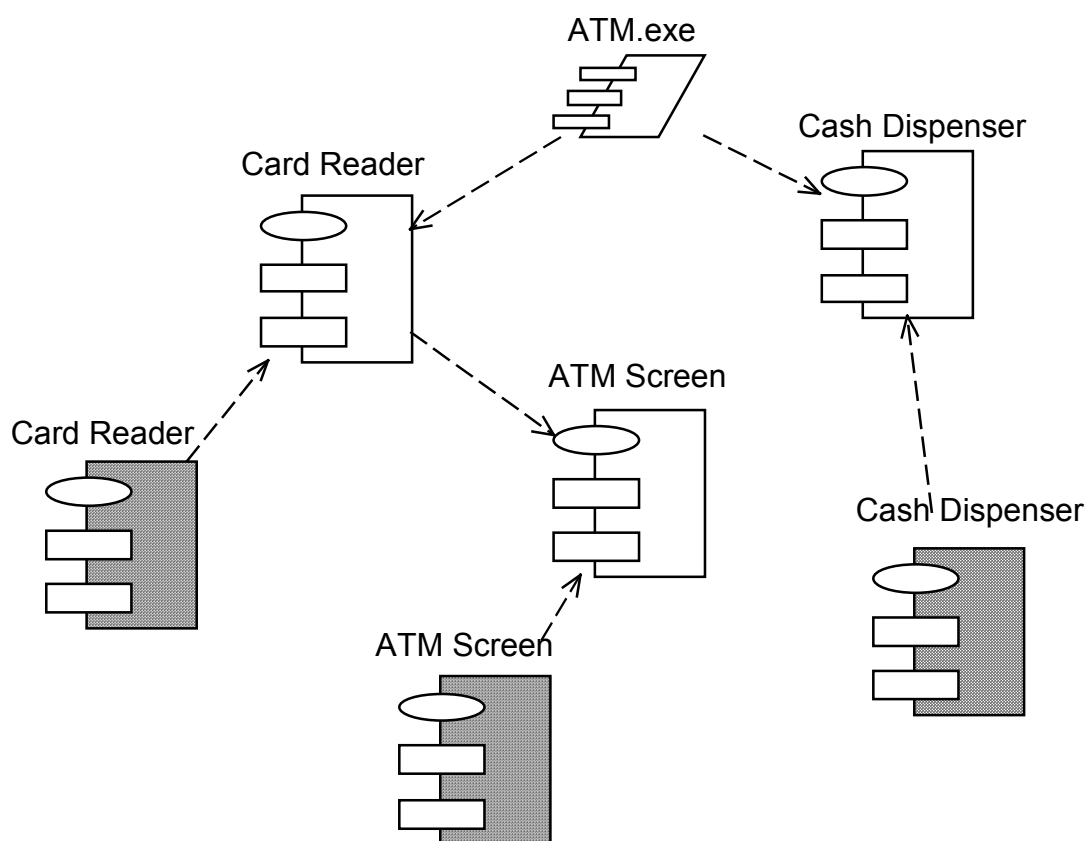 ATM.exe
Cash Dispenser
Card Reader
ATM Screen
Card Reader
Cash Dispenser
ATM Screen